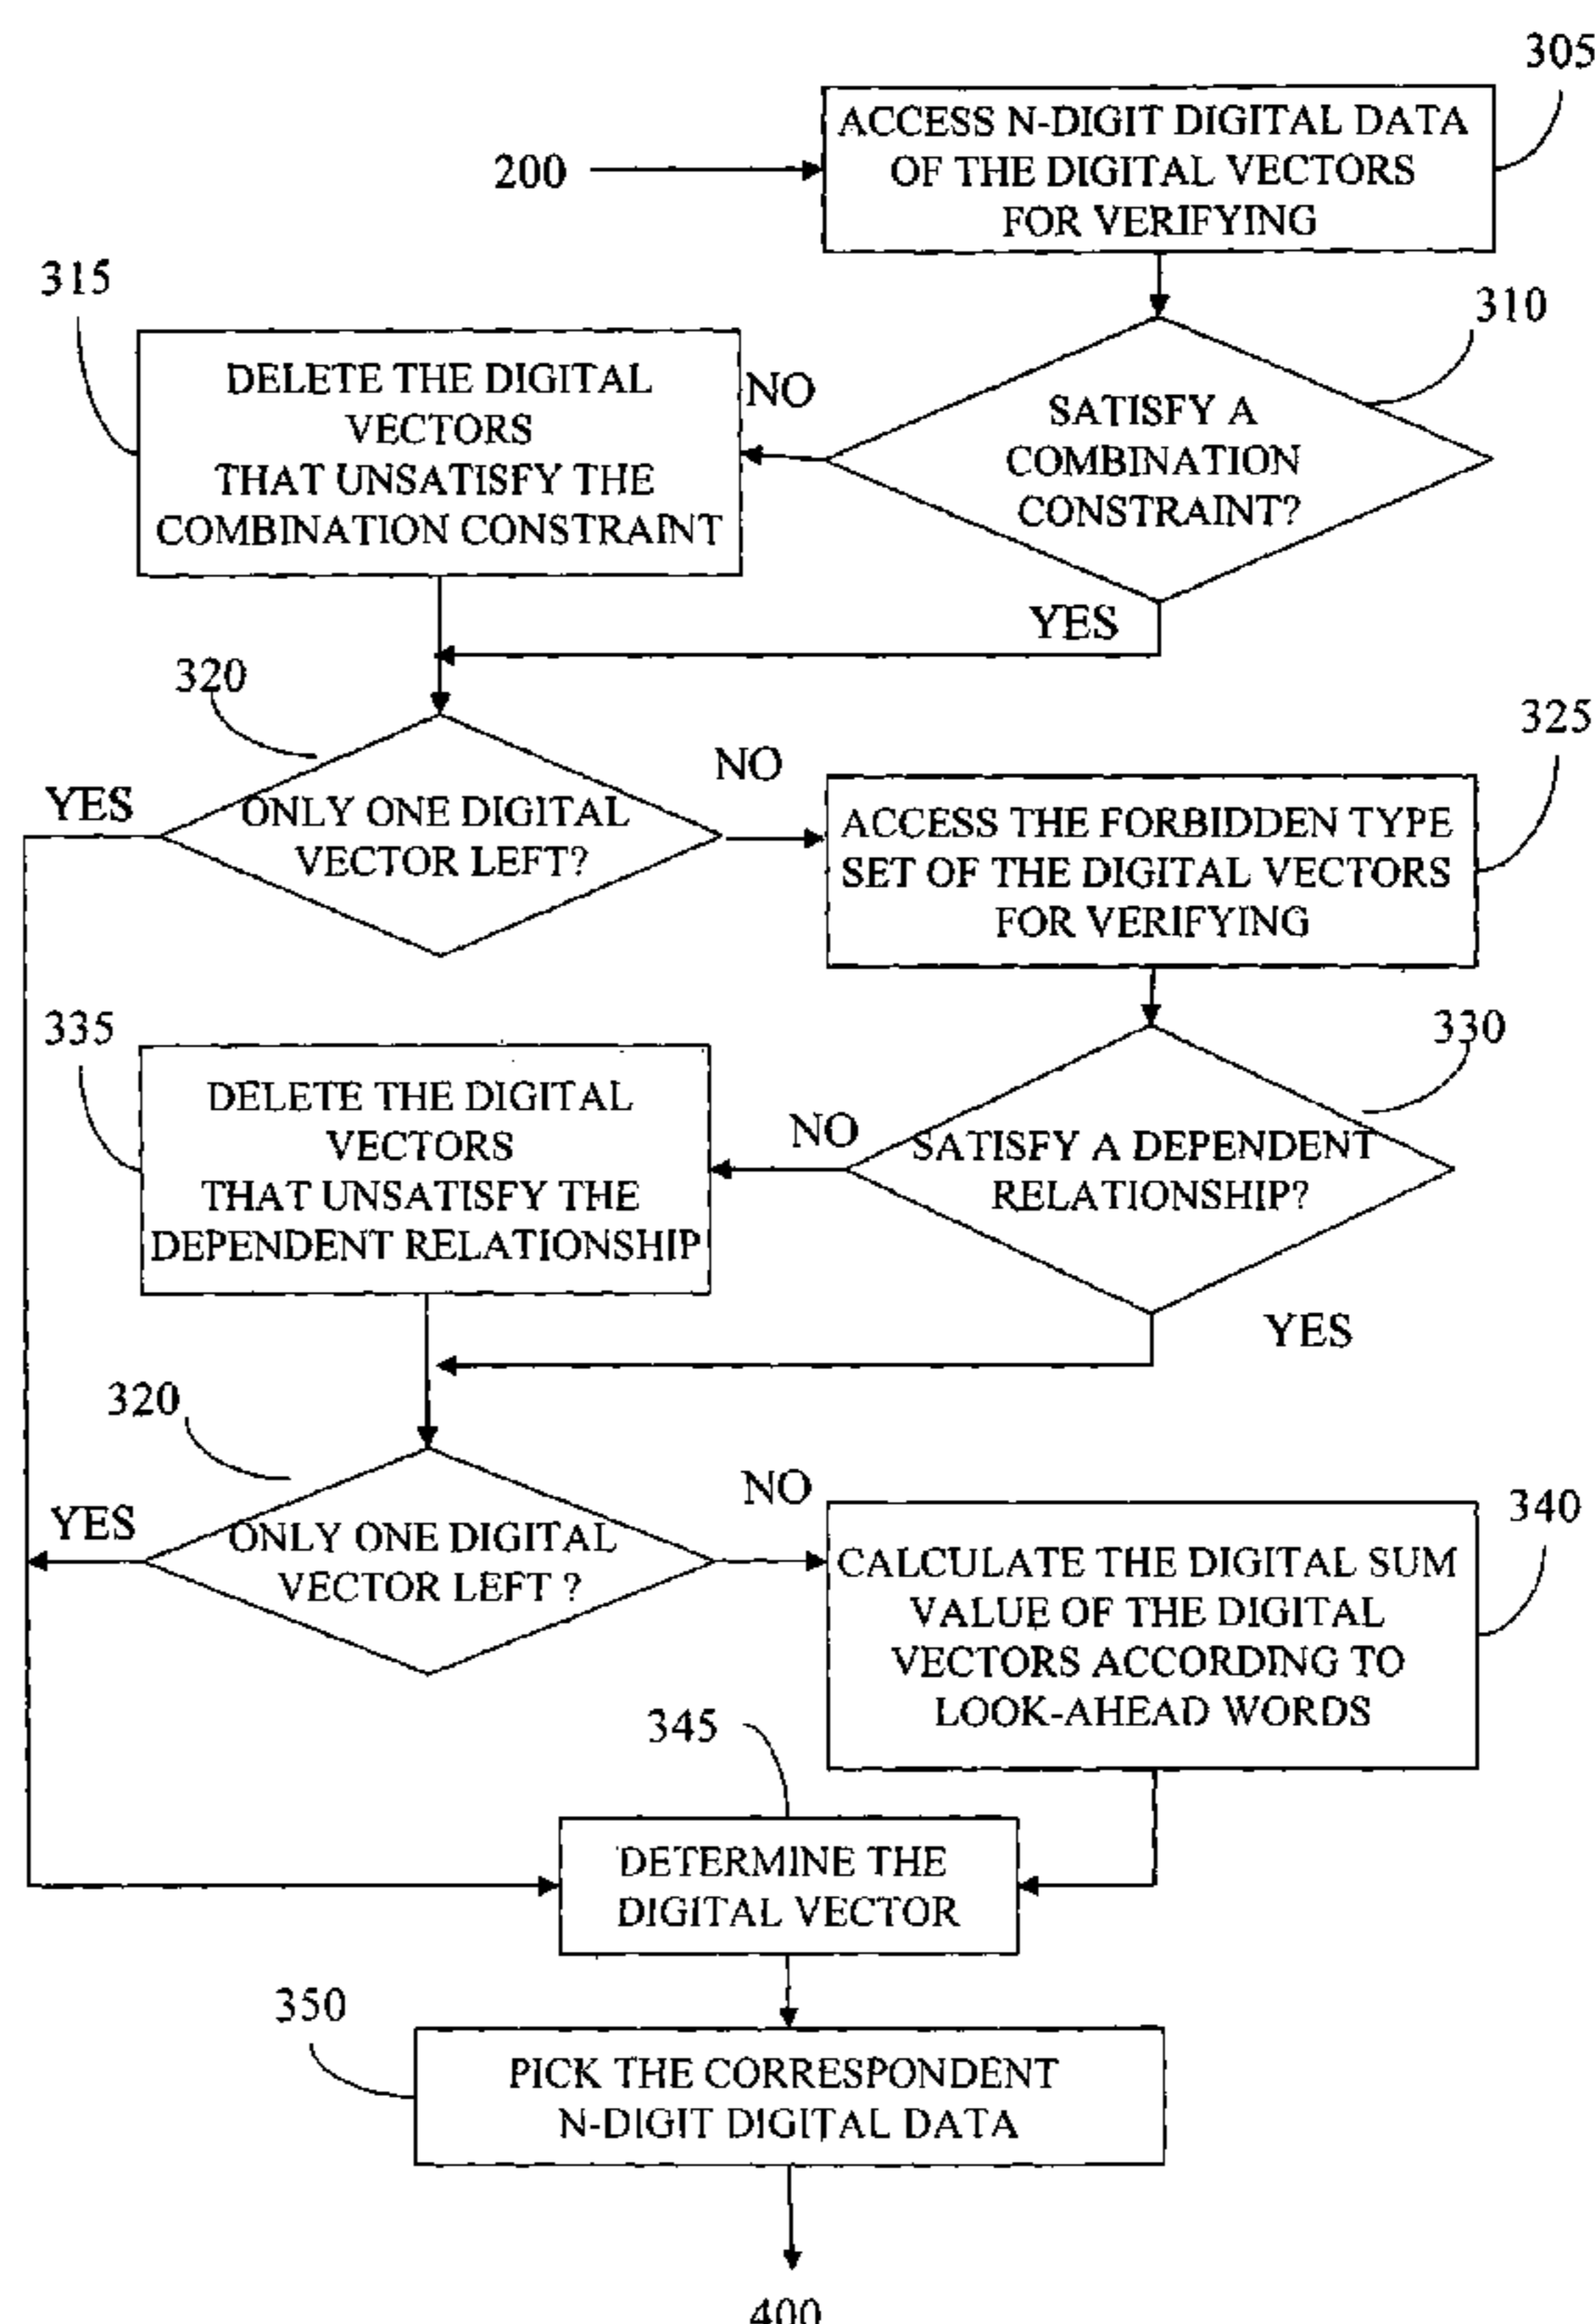 305
ACCESS N-DIGIT DIGITAL DATA
OF THE DIGITAL VECTORS
FOR VERIFYING
200
315
310
DELETE THE DIGITAL
VECTORS
THAT UNSATISFY THE
COMBINATION CONSTRAINT
NO
SATISFY A
COMBINATION
CONSTRAINT?
YES
320
325
YES
ONLY ONE DIGITAL
VECTOR LEFT?
NO
ACCESS THE FORBIDDEN TYPE
SET OF THE DIGITAL VECTORS
FOR VERIFYING
335
330
DELETE THE DIGITAL
VECTORS
THAT UNSATISFY THE
DEPENDENT RELATIONSHIP
NO
SATISFY A DEPENDENT
RELATIONSHIP?
YES
320
340
YES
ONLY ONE DIGITAL
VECTOR LEFT ?
NO
CALCULATE THE DIGITAL SUM
VALUE OF THE DIGITAL
VECTORS ACCORDING TO
LOOK-AHEAD WORDS
345
DETERMINE THE
DIGITAL VECTOR
350
PICK THE CORRESPONDENT
N-DIGIT DIGITAL DATA
400